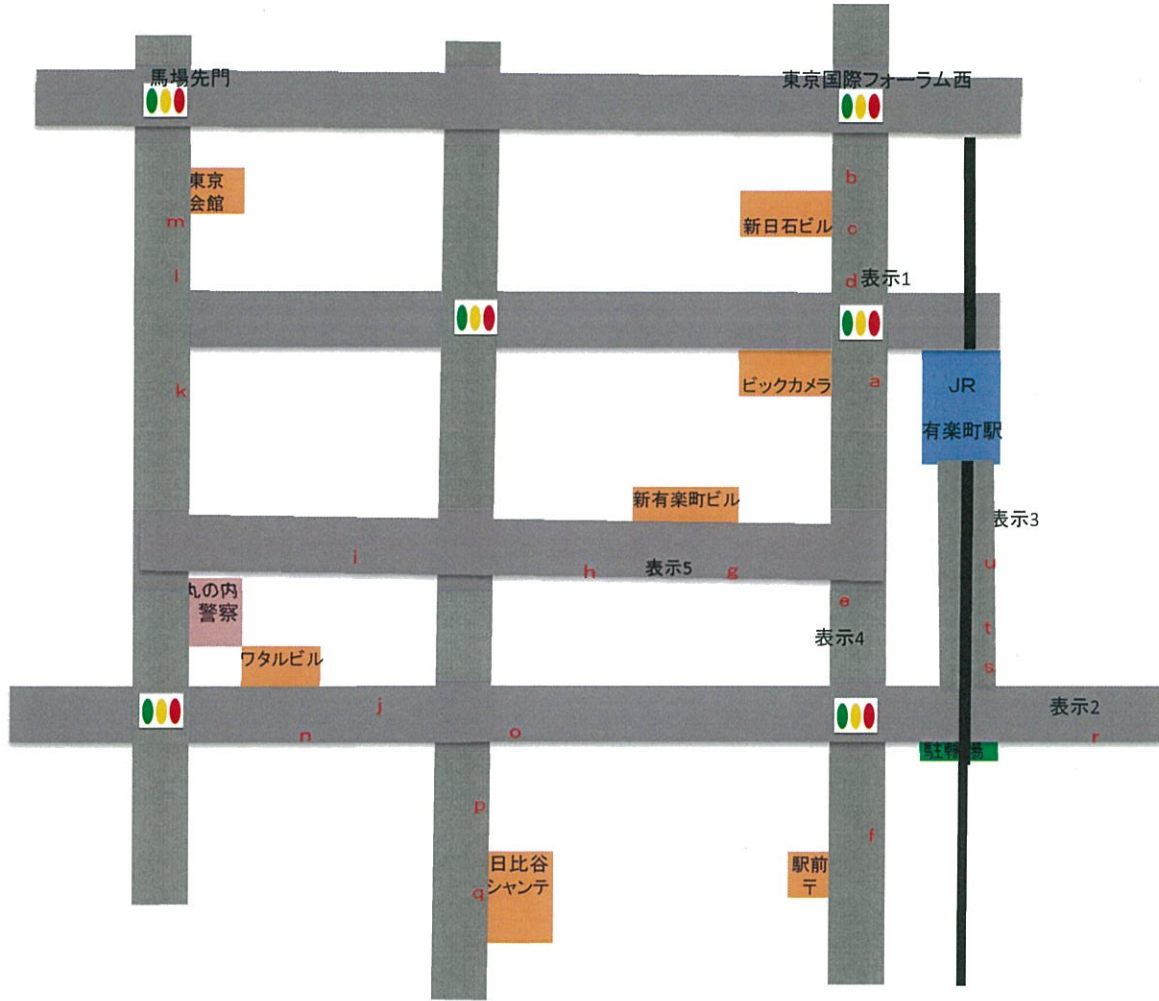 馬場先門
東京国際フォーラム西
東京
会館
b
m
新日石ビル
c
l
d
表示1
k
ビックカメラ
a
JR
有楽町駅
新有楽町ビル
表示3
i
h
表示5
g
u
丸の内
警察
e
表示4
t
ワタルビル
s
j
表示2
n
o
r
駐輪場
p
f
日比谷
シャンテ
q
駅前
〒